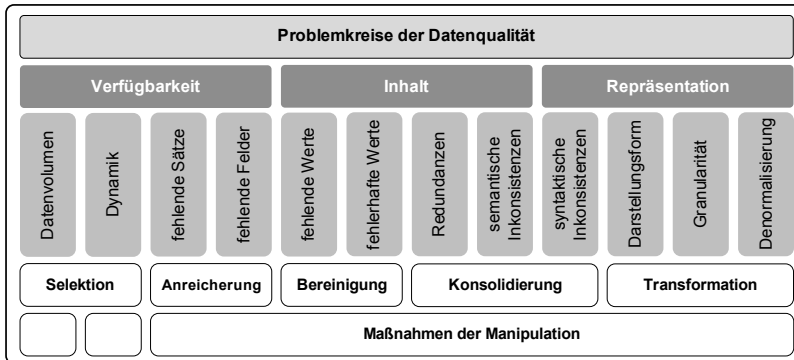 Problemkreise der Datenqualität
Verfügbarkeit
Inhalt
Repräsentation
Datenvolumen
Dynamik
fehlende Sätze
fehlende Felder
fehlende Werte
fehlerhafte Werte
Redundanzen
semantische
Inkonsistenzen
syntaktische
Inkonsistenzen
Darstellungsform
Granularität
Denormalisierung
Selektion
Anreicherung
Bereinigung
Konsolidierung
Transformation
Maßnahmen der Manipulation